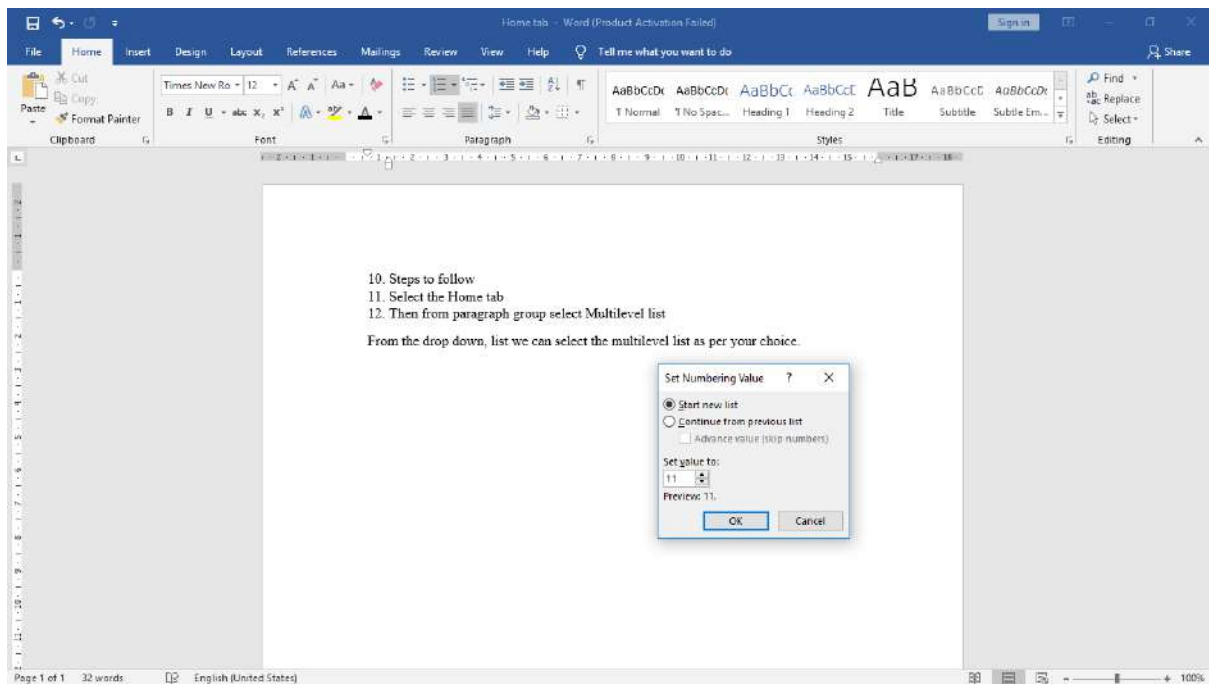 Home tab - Word (Product Activation Failed)
Sign in
File Home Insert Design Layout References Mailings Review View Help Tell me what you want to do
Share
Paste
Cut
Copy
Format Painter
Clipboard
Times New Ro 12
Aa
B I U abc X₂ X²
A
Font
Paragraph
AaBbCcDc AaBbCcDc AaBbCc AaBbCcE AaB AaBbCcD AaBbCcDc
¶ Normal ¶ No Spac... Heading 1 Heading 2 Title Subtitle Subtle Em...
Styles
Find
Replace
Select
Editing
10. Steps to follow
11. Select the Home tab
12. Then from paragraph group select Multilevel list
From the drop down, list we can select the multilevel list as per your choice.
Set Numbering Value ?
Start new list
Continue from previous list
Advance value (skip numbers)
Set value to:
11
Preview: 11.
OK Cancel
Page 1 of 1 32 words English (United States) 100%